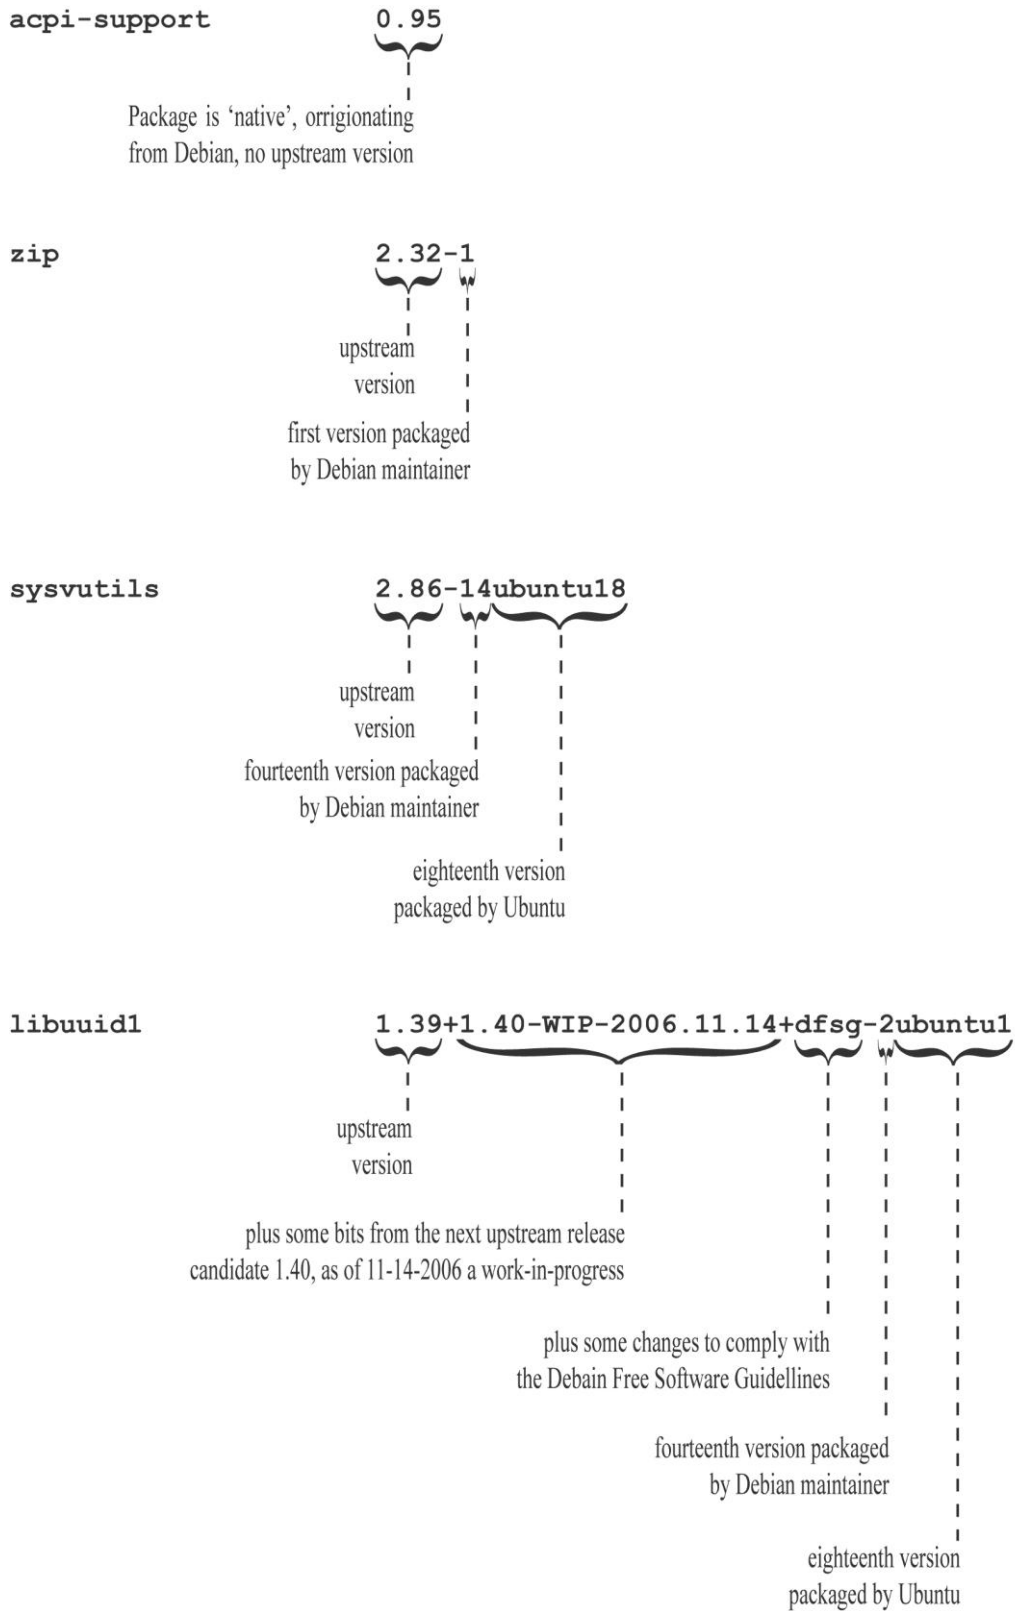 acpi-support 0.95
Package is ‘native’, orrigionating
from Debian, no upstream version
zip 2.32-1
upstream
version
first version packaged
by Debian maintainer
sysvutils 2.86-14ubuntu18
upstream
version
fourteenth version packaged
by Debian maintainer
eighteenth version
packaged by Ubuntu
libuuid1 1.39+1.40-WIP-2006.11.14+dfsg-2ubuntu1
upstream
version
plus some bits from the next upstream release
candidate 1.40, as of 11-14-2006 a work-in-progress
plus some changes to comply with
the Debain Free Software Guidellines
fourteenth version packaged
by Debian maintainer
eighteenth version
packaged by Ubuntu